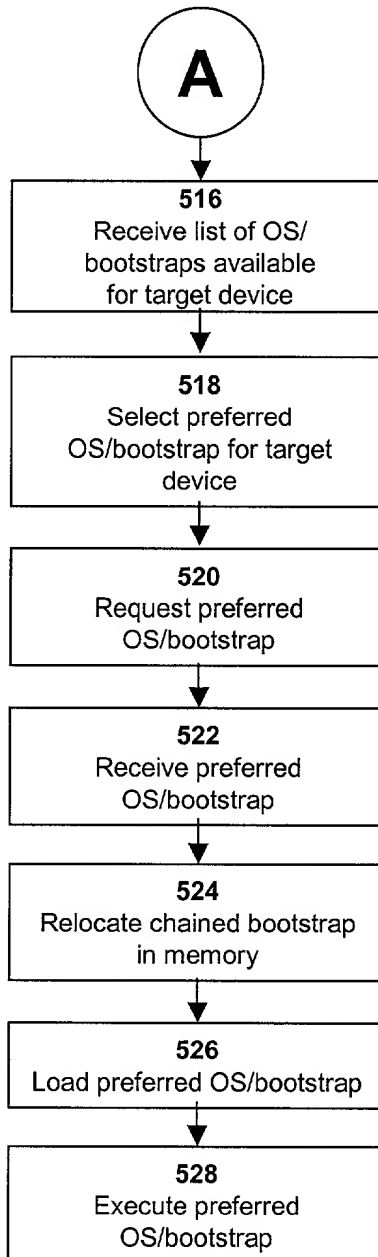 A
516
Receive list of OS/
bootstraps available
for target device
518
Select preferred
OS/bootstrap for target
device
520
Request preferred
OS/bootstrap
522
Receive preferred
OS/bootstrap
524
Relocate chained bootstrap
in memory
526
Load preferred OS/bootstrap
528
Execute preferred
OS/bootstrap